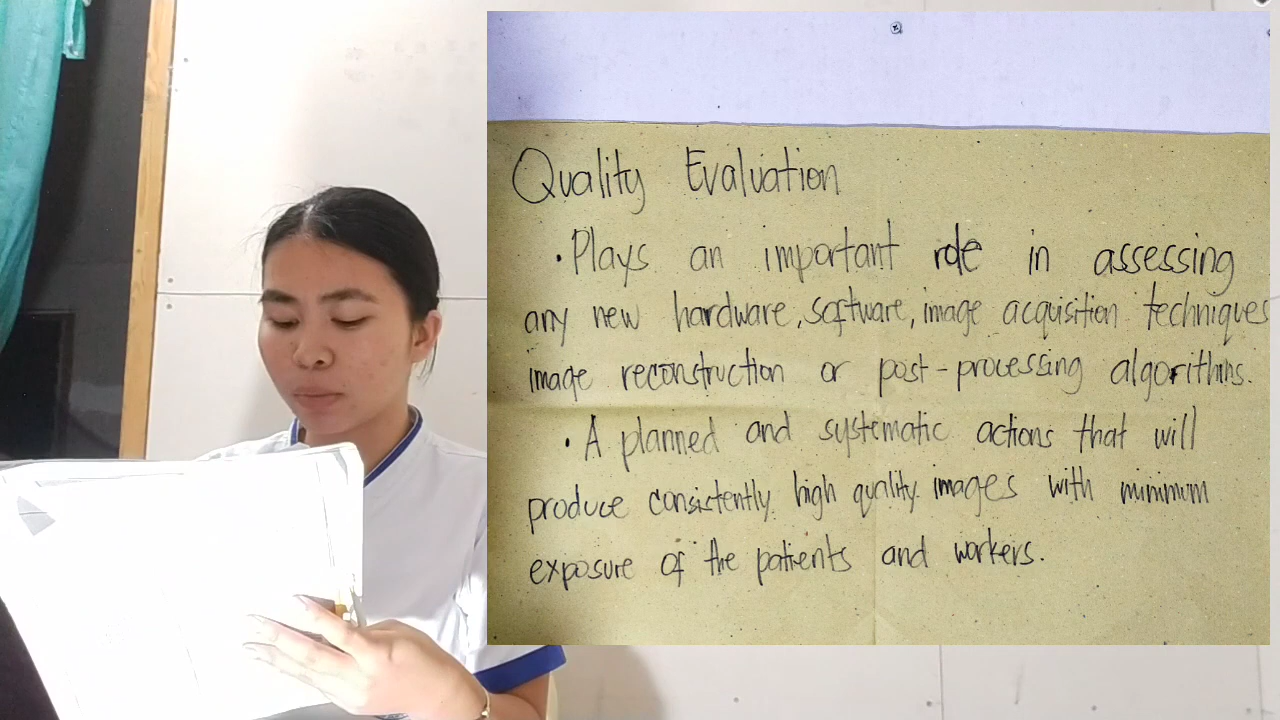 Quality Evaluation
• Plays an important role in assessing
any new hardware, software, image acquisition techniques
image reconstruction or post-processing algorithms.
• A planned and systematic actions that will
produce consistently high quality images with minimum
exposure of the patients and workers.